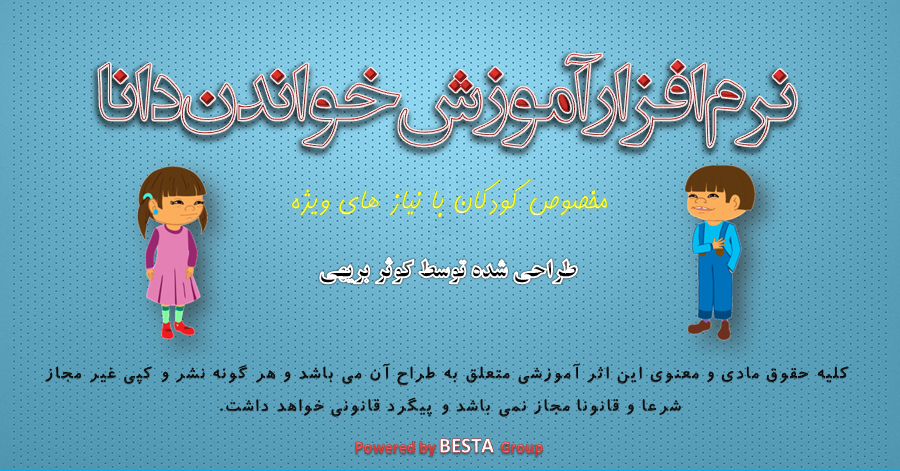 نرم افزار آموزش خواندن دانا
مخصوص کودکان با نیاز های ویژه
طراحی شده توسط کوثر بریهی
کلیه حقوق مادی و معنوی این اثر آموزشی متعلق به طراح آن می باشد و هر گونه نشر و کپی غیر مجاز
شرعا و قانونا مجاز نمی باشد و پیگرد قانونی خواهد داشت.
Powered by BESTA Group